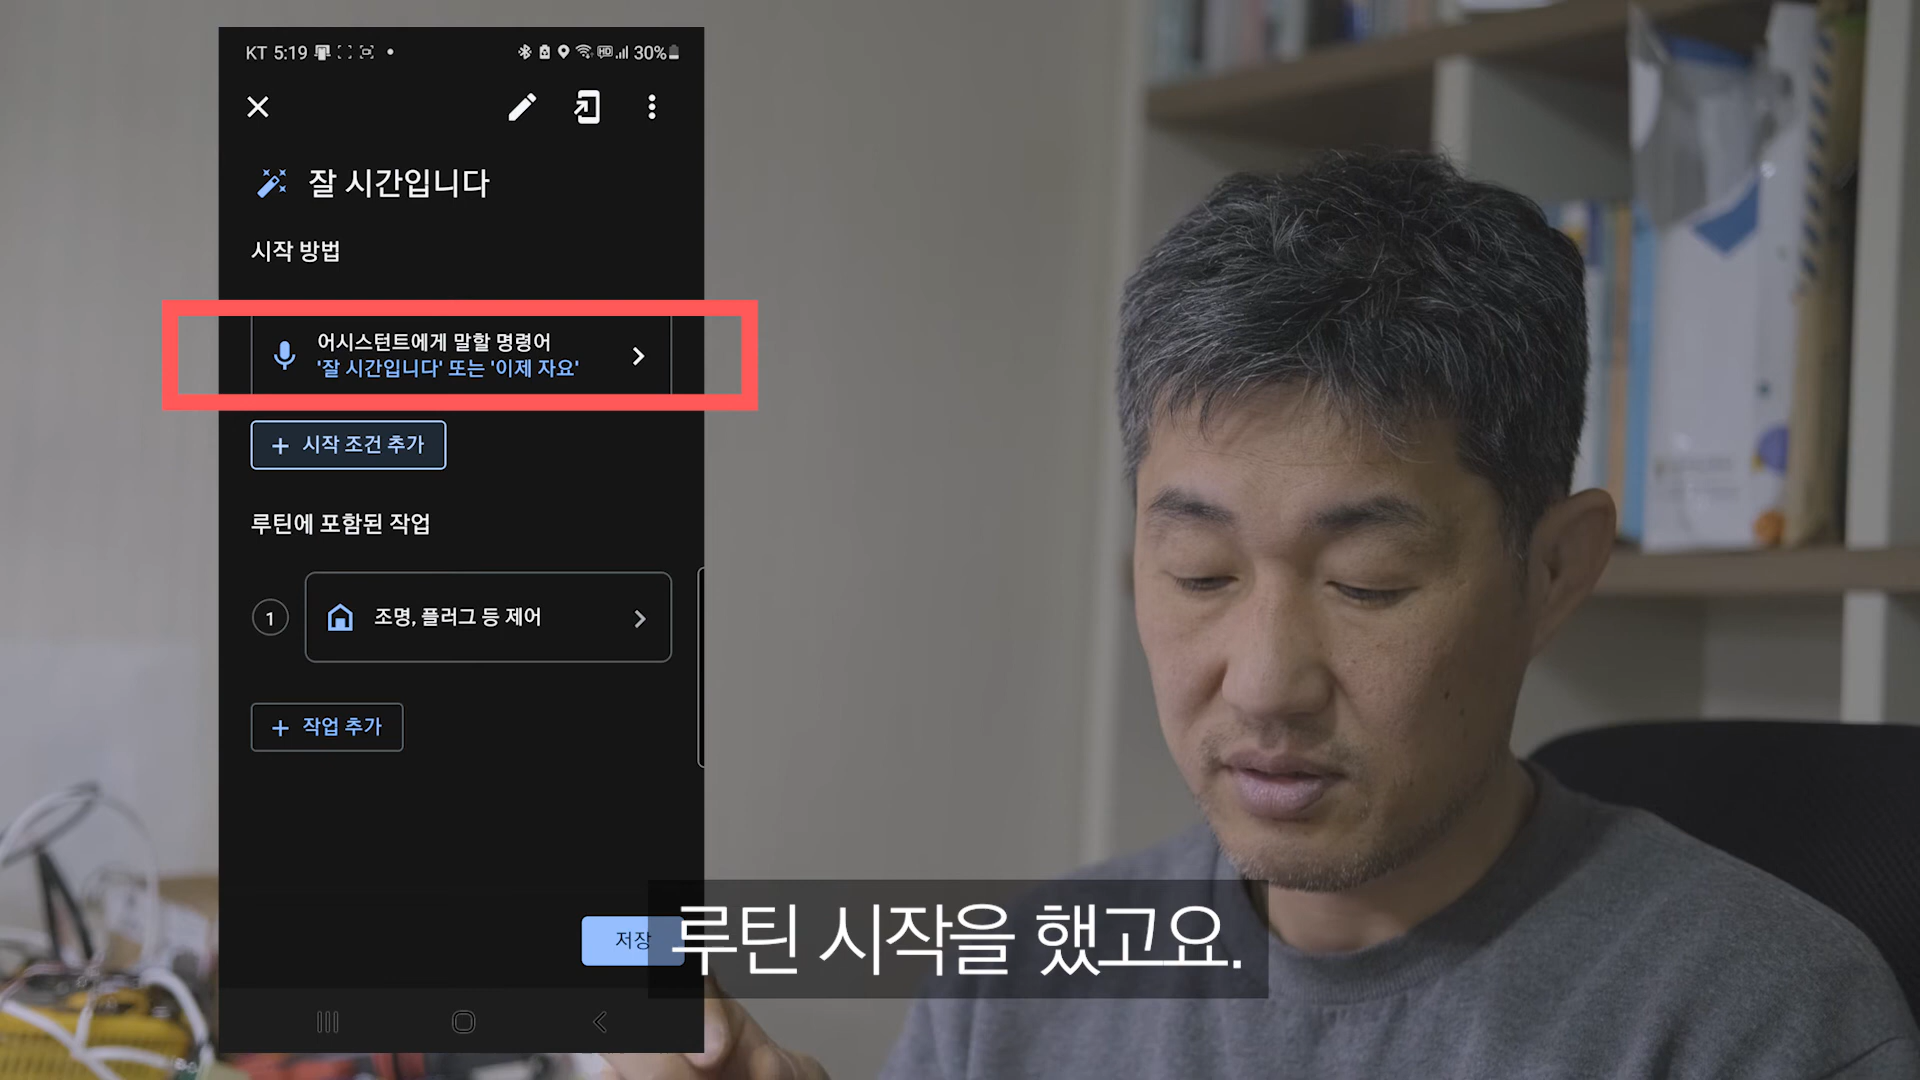 KT 5:19
HD
30%
잘 시간입니다
시작 방법
어시스턴트에게 말할 명령어
'잘 시간입니다' 또는 '이제 자요'
+ 시작 조건 추가
루틴에 포함된 작업
1 조명, 플러그 등 제어
+ 작업 추가
저장
루틴 시작을 했고요.